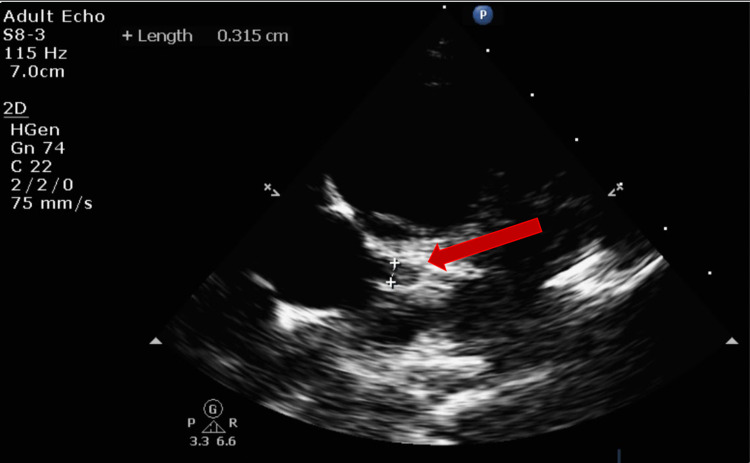 Adult Echo
S8-3
115 Hz
7.0cm
2D
HGen
Gn 74
C 22
2/2/0
75 mm/s
+ Length 0.315 cm
P
G
P R
3.3 6.6